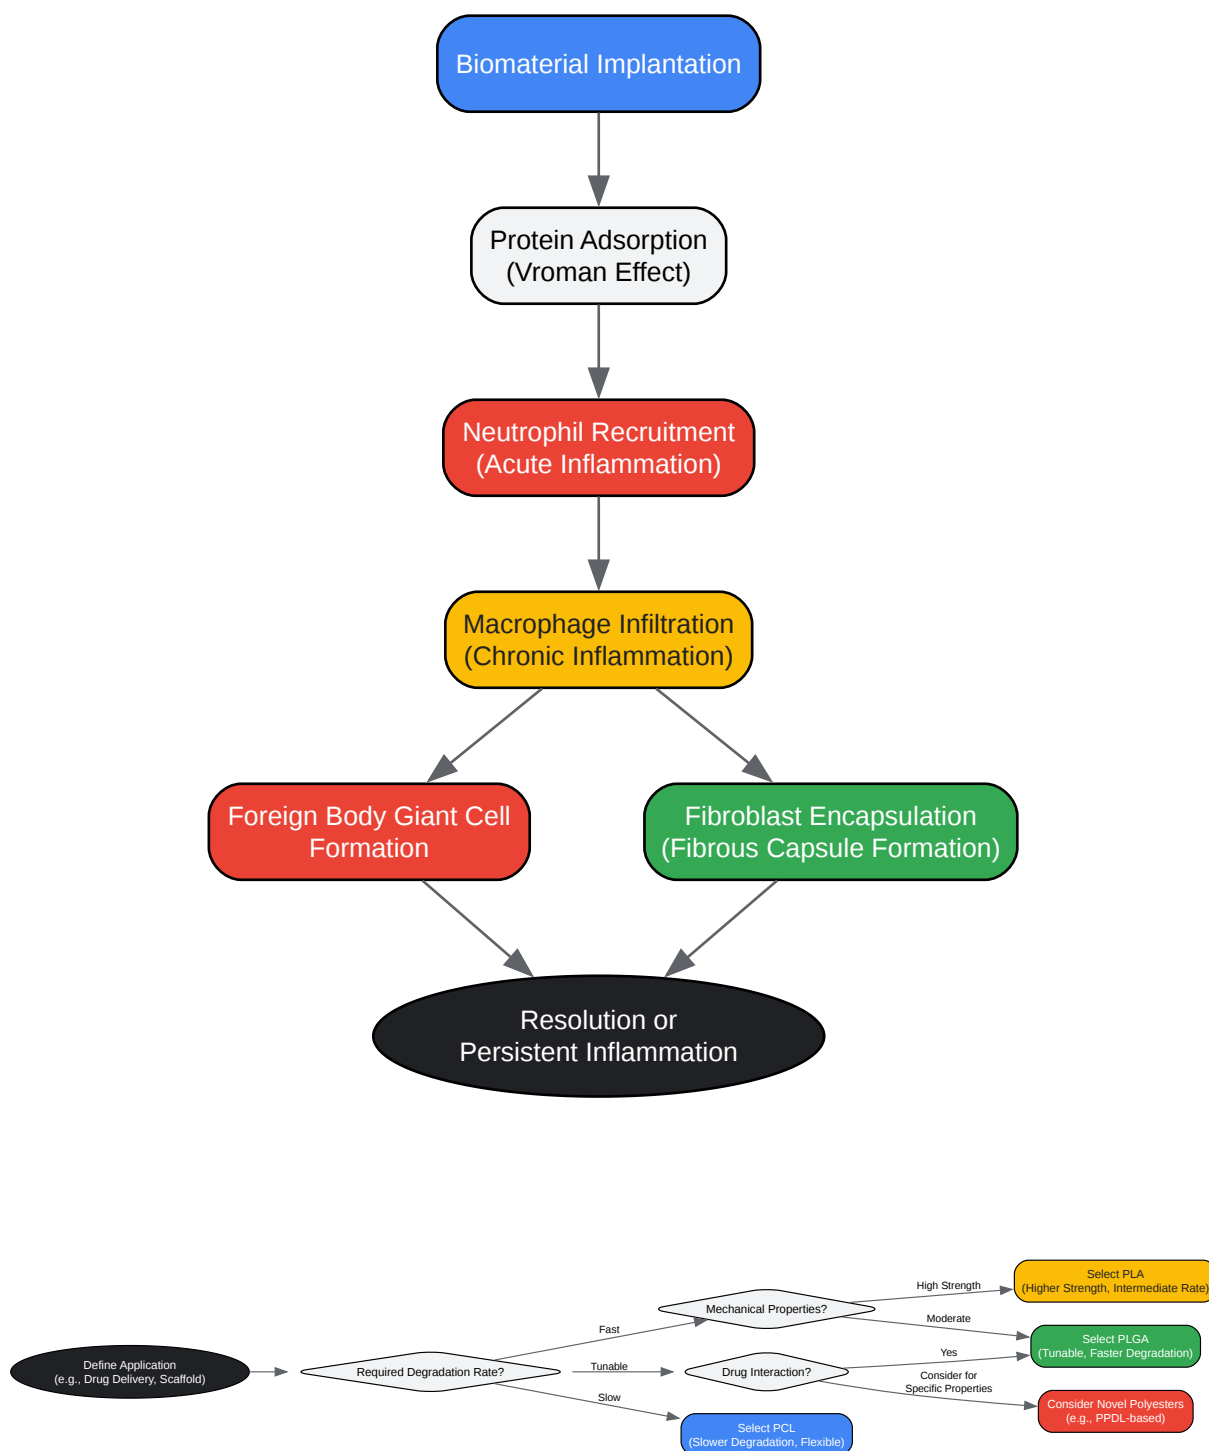 Biomaterial Implantation
Protein Adsorption
(Vroman Effect)
Neutrophil Recruitment
(Acute Inflammation)
Macrophage Infiltration
(Chronic Inflammation)
Foreign Body Giant Cell
Formation
Fibroblast Encapsulation
(Fibrous Capsule Formation)
Resolution or
Persistent Inflammation
Define Application
(e.g., Drug Delivery, Scaffold)
Required Degradation Rate?
Fast
Tunable
Slow
Mechanical Properties?
Drug Interaction?
Select PCL
(Slower Degradation, Flexible)
High Strength
Moderate
Yes
Consider for
Specific Properties
Select PLA
(Higher Strength, Intermediate Rate)
Select PLGA
(Tunable, Faster Degradation)
Consider Novel Polyesters
(e.g., PPDL-based)